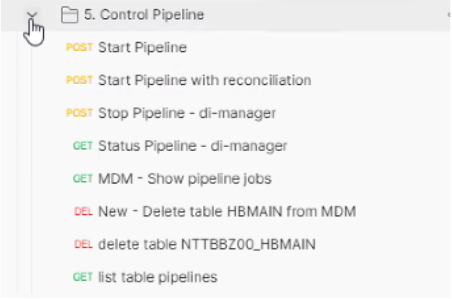 5. Control Pipeline
POST Start Pipeline
POST Start Pipeline with reconciliation
POST Stop Pipeline - di-manager
GET Status Pipeline - di-manager
GET MDM - Show pipeline jobs
DEL New - Delete table HBMAIN from MDM
DEL delete table NTTBBZ00_HBMAIN
GET list table pipelines